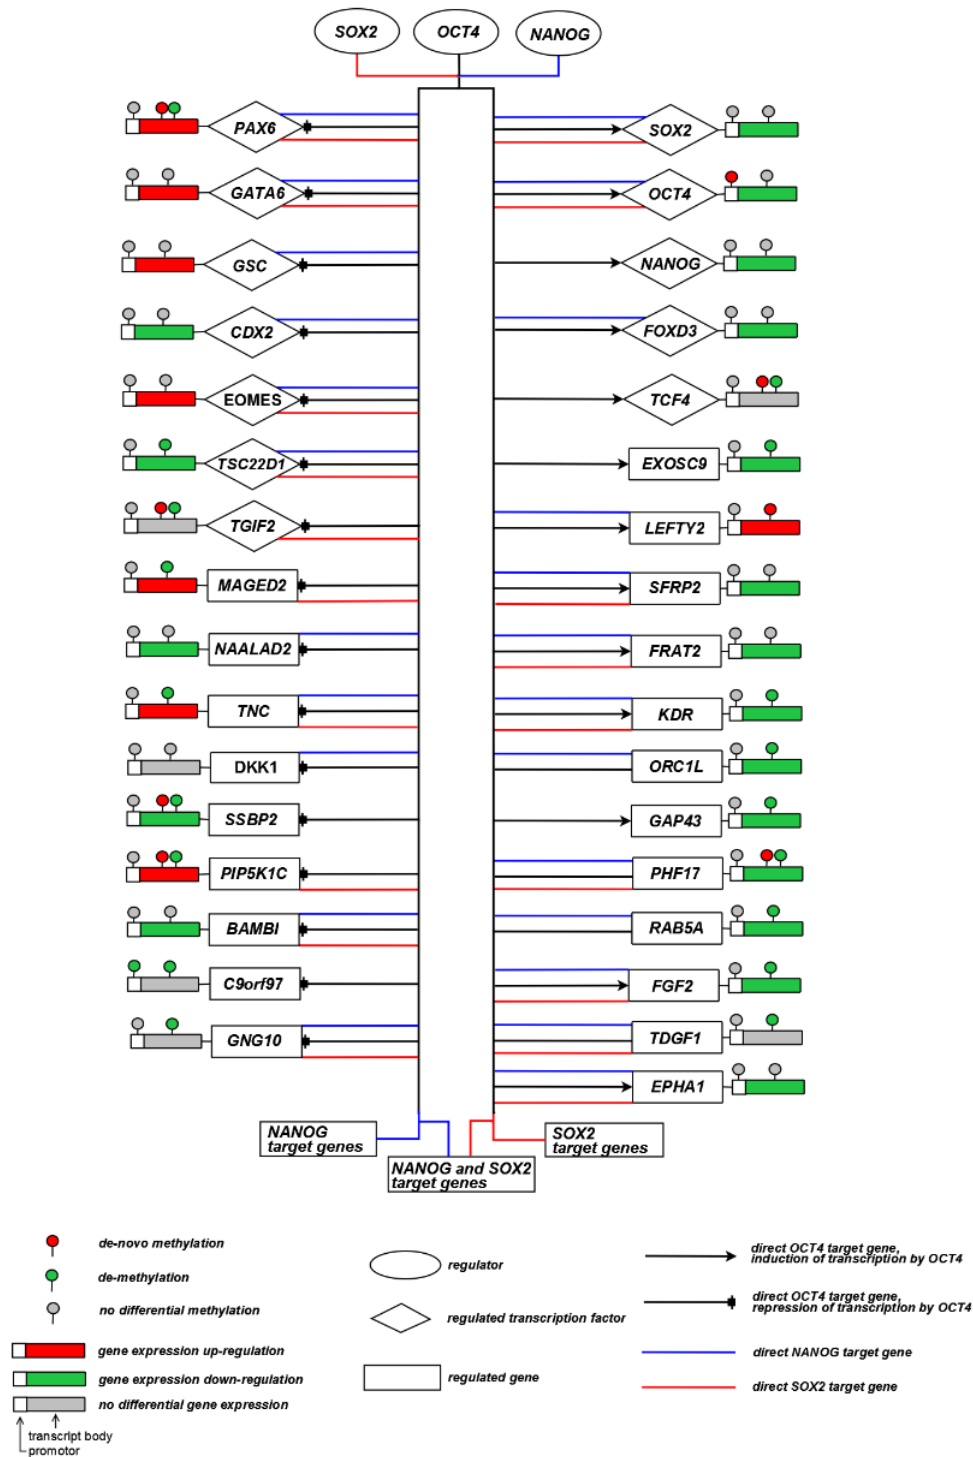 SOX2
OCT4
NANOG
PAX6
SOX2
GATA6
OCT4
GSC
NANOG
CDX2
FOXD3
EOMES
TCF4
TSC22D1
EXOSC9
TGIF2
LEFTY2
MAGED2
SFRP2
NAALAD2
FRAT2
TNC
KDR
DKK1
ORC1L
SSBP2
GAP43
PIP5K1C
PHF17
BAMBI
RAB5A
C9orf97
FGF2
GNG10
TDGF1
EPHA1
NANOG
target genes
SOX2
target genes
NANOG and SOX2
target genes
de-novo methylation
de-methylation
no differential methylation
gene expression up-regulation
gene expression down-regulation
no differential gene expression
transcript body
promotor
regulator
regulated transcription factor
regulated gene
direct OCT4 target gene,
induction of transcription by OCT4
direct OCT4 target gene,
repression of transcription by OCT4
direct NANOG target gene
direct SOX2 target gene